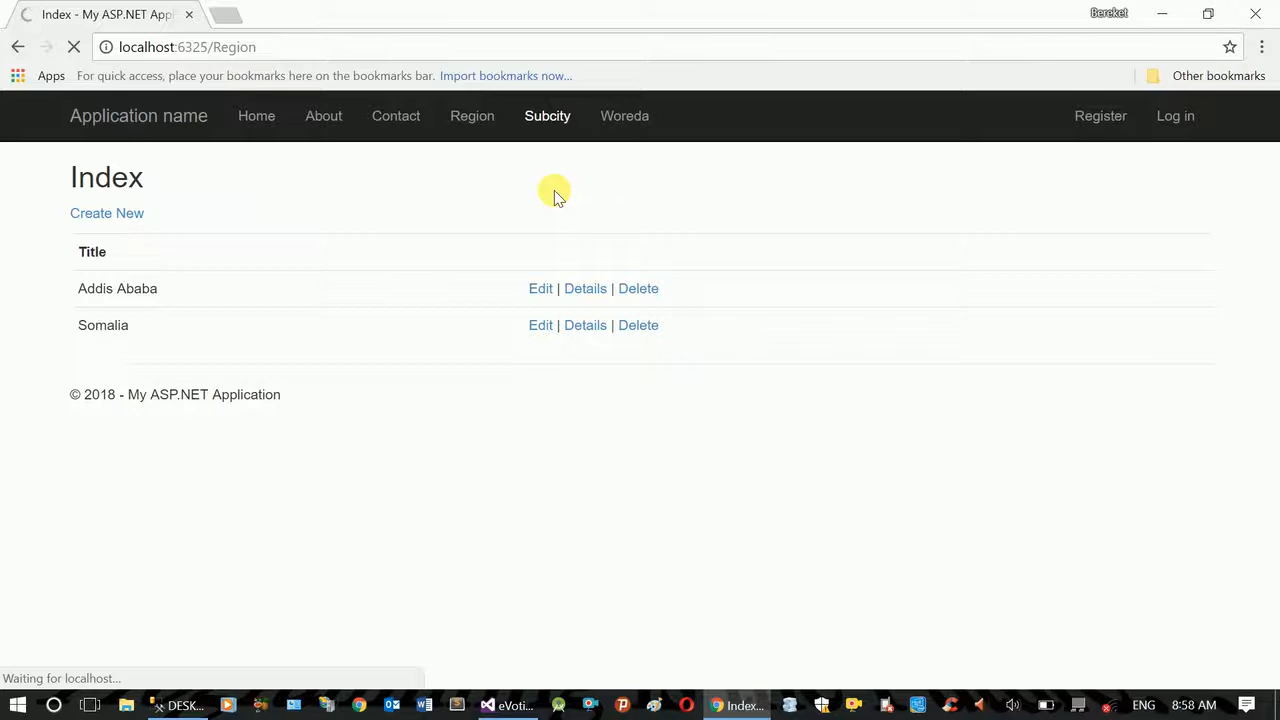 Index - My ASP.NET App
Bereket
localhost:6325/Region
Apps For quick access, place your bookmarks here on the bookmarks bar. Import bookmarks now... Other bookmarks
Application name Home About Contact Region Subcity Woreda Register Log in
Index
Create New
Title
Addis Ababa Edit | Details | Delete
Somalia Edit | Details | Delete
© 2018 - My ASP.NET Application
Waiting for localhost...
DESK... eVoti... Index... ENG 8:58 AM